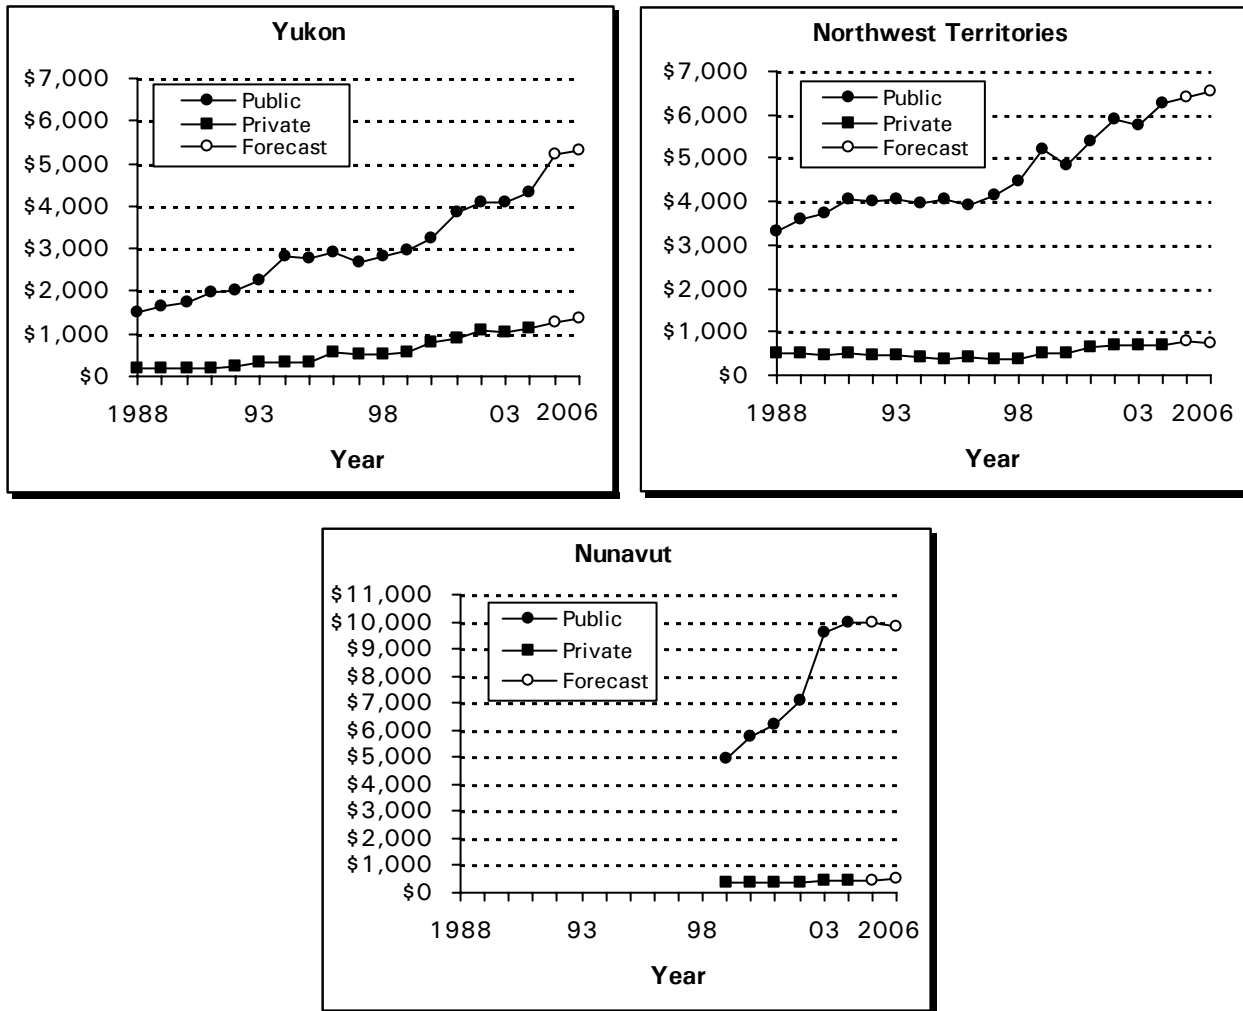 Yukon
$7,000
$6,000
$5,000
$4,000
$3,000
$2,000
$1,000
$0
Public
Private
Forecast
1988 93 98 03 2006
Year
Northwest Territories
$7,000
$6,000
$5,000
$4,000
$3,000
$2,000
$1,000
$0
Public
Private
Forecast
1988 93 98 03 2006
Year
Nunavut
$11,000
$10,000
$9,000
$8,000
$7,000
$6,000
$5,000
$4,000
$3,000
$2,000
$1,000
$0
Public
Private
Forecast
1988 93 98 03 2006
Year